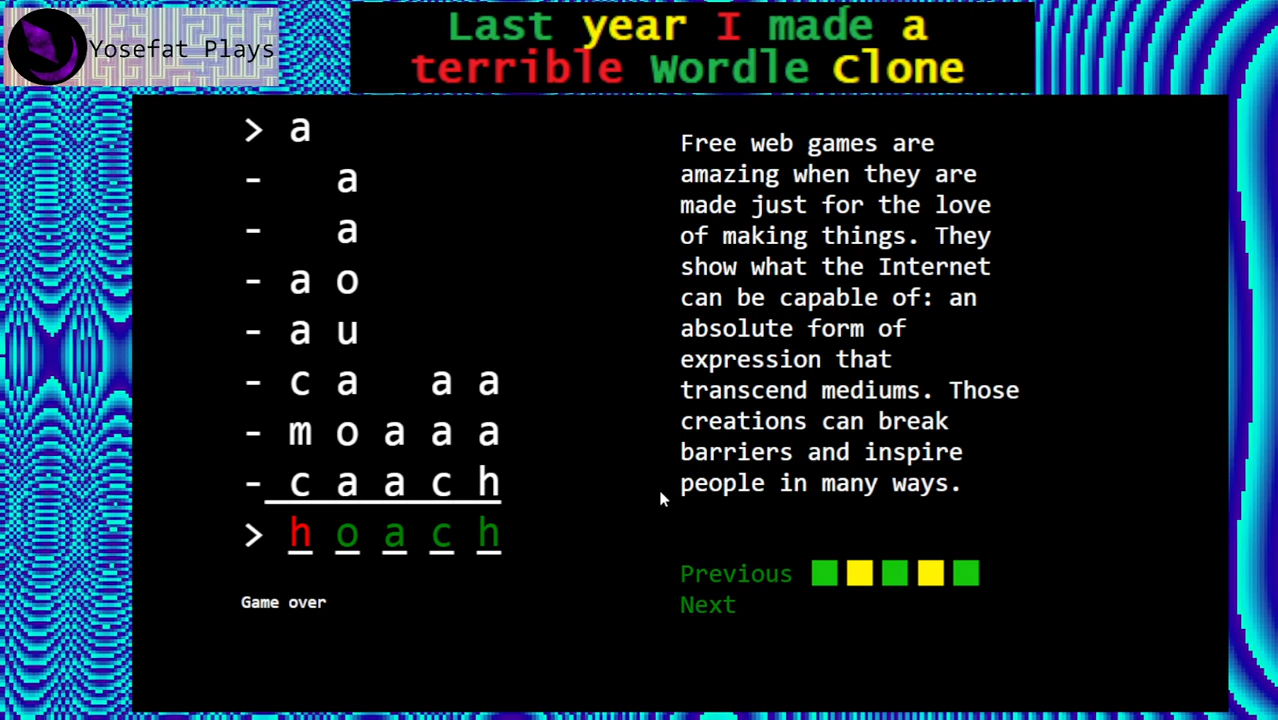 Yosefat Plays
Last year I made a
terrible Wordle Clone
> a
-   a
-   a
- a o
- a u
- c a   a a
- m o a a a
- c a a c h
> h o a c h
Game over
Free web games are
amazing when they are
made just for the love
of making things. They
show what the Internet
can be capable of: an
absolute form of
expression that
transcend mediums. Those
creations can break
barriers and inspire
people in many ways.
Previous
Next